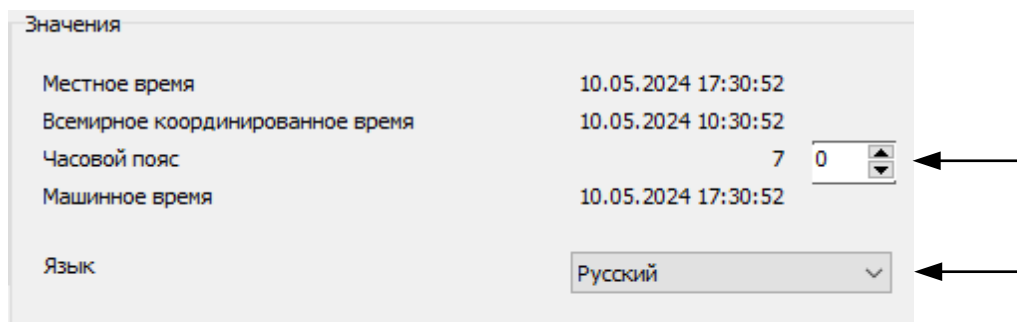 Значения
Местное время 10.05.2024 17:30:52
Всемирное координированное время 10.05.2024 10:30:52
Часовой пояс 7 0
Машинное время 10.05.2024 17:30:52
Язык Русский